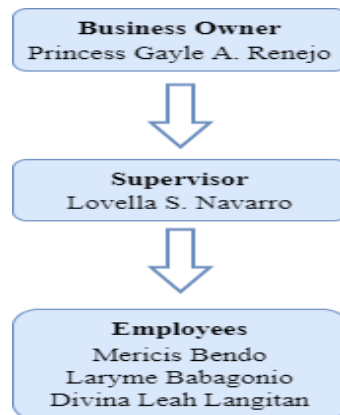 Business Owner
Princess Gayle A. Renejo
Supervisor
Lovella S. Navarro
Employees
Mericis Bendo
Laryme Babagonio
Divina Leah Langitan